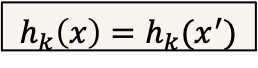 h_k(x) = h_k(x′)